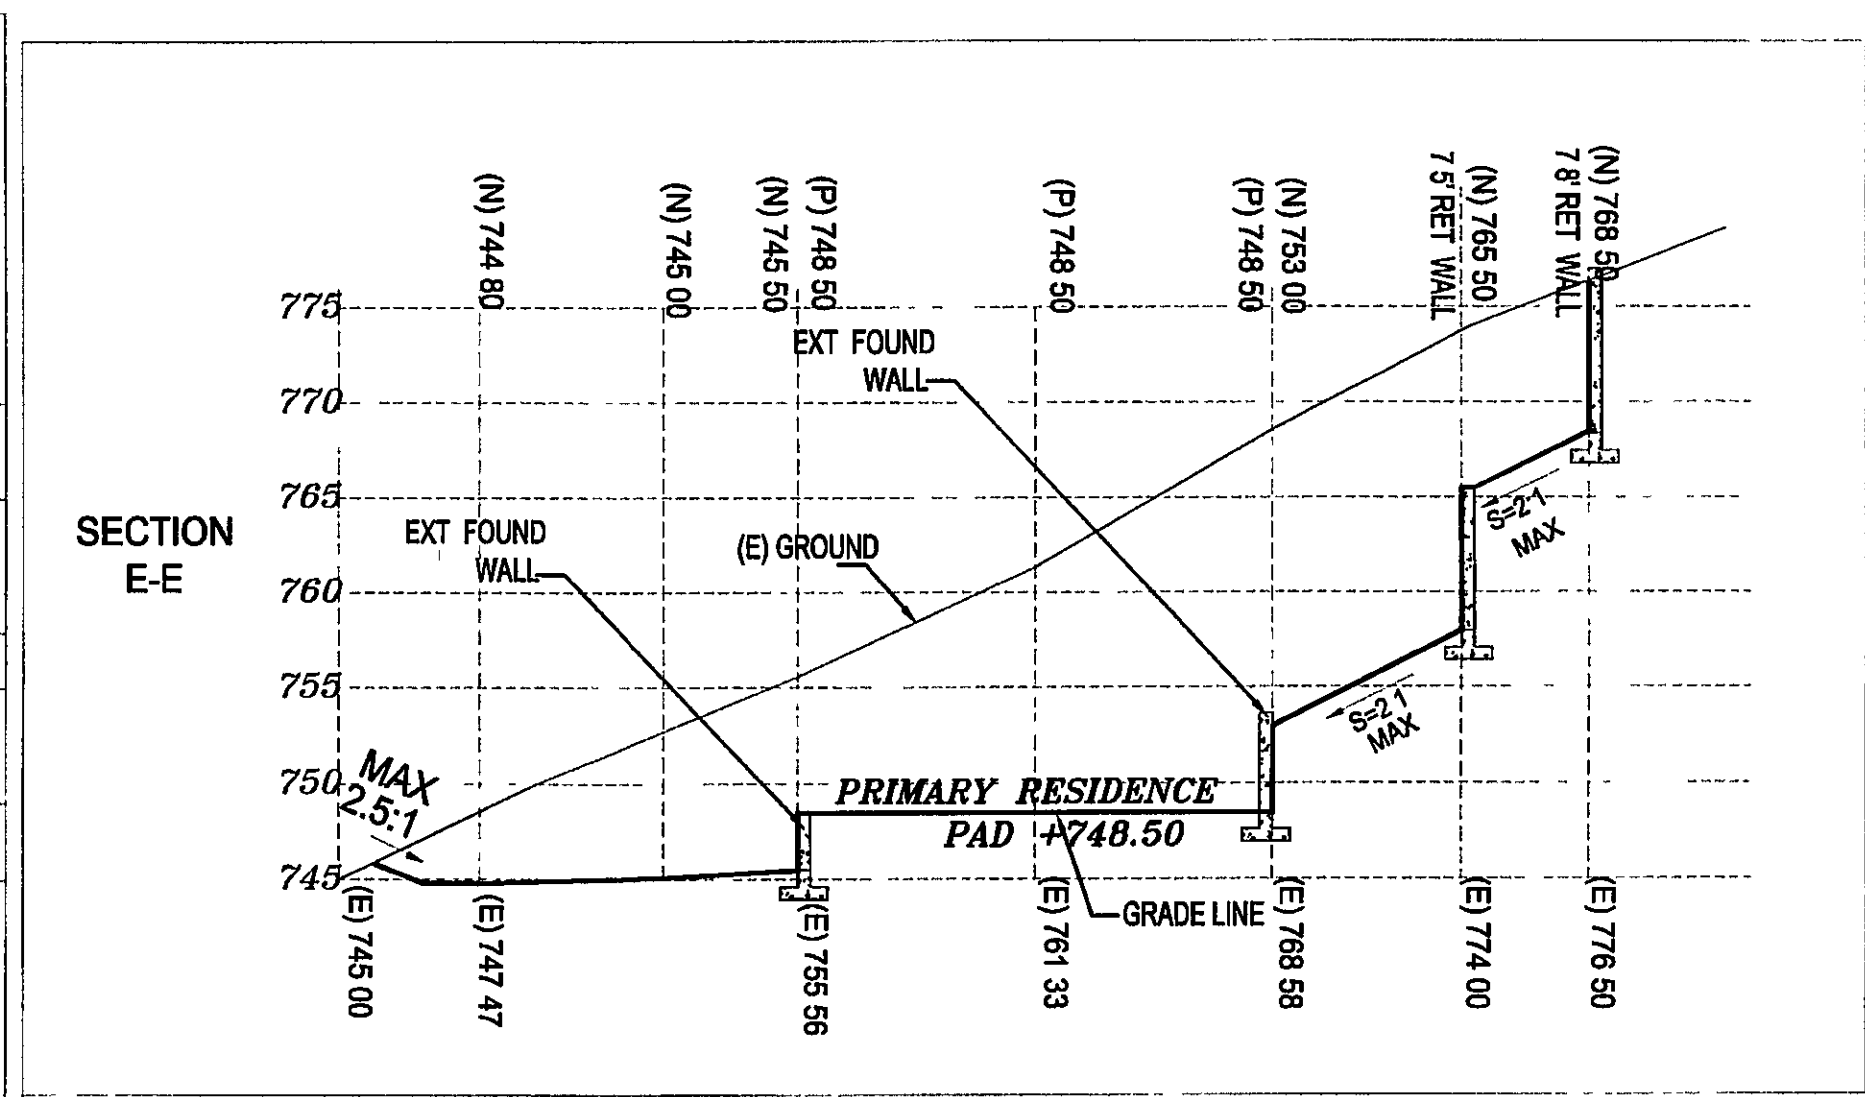 (N) 744 80
(N) 745 00
(N) 745 50
(P) 748 50
(P) 748 50
(P) 748 50
(N) 753 00
7 5' RET WALL
(N) 765 50
7 8' RET WALL
(N) 768 50
775
770
765
760
755
750
745
SECTION
E-E
EXT FOUND
WALL
EXT FOUND
WALL
(E) GROUND
S=2:1
MAX
S=2 1
MAX
MAX
2.5:1
PRIMARY RESIDENCE
PAD +748.50
GRADE LINE
(E) 745 00
(E) 747 47
(E) 755 56
(E) 761 33
(E) 768 58
(E) 774 00
(E) 776 50